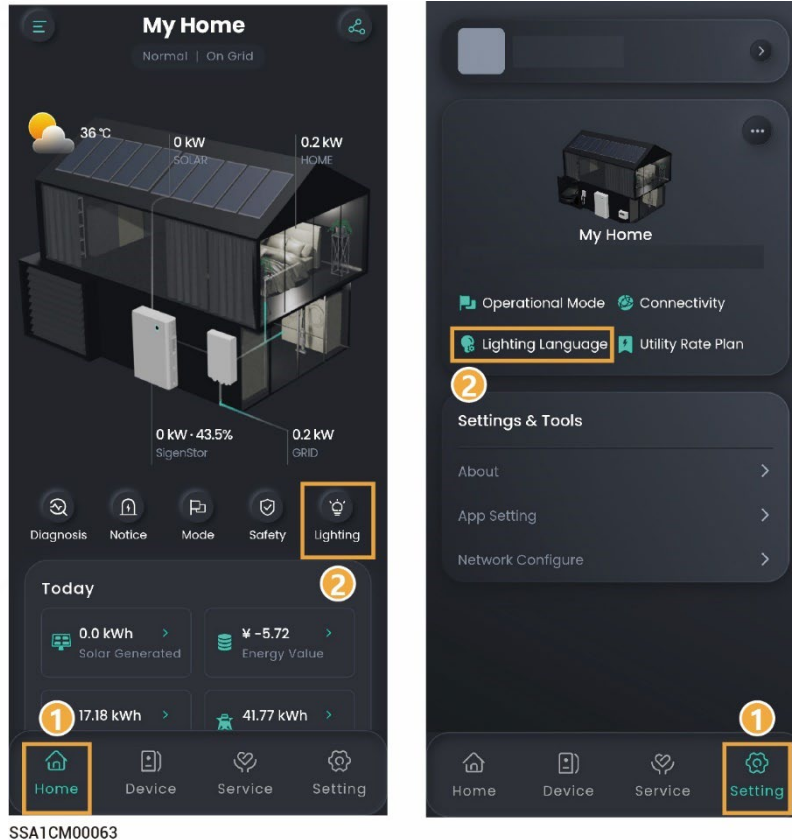 My Home
Normal | On Grid
36 °C
0 kW
SOLAR
0.2 kW
HOME
0 kW · 43.5%
SigenStor
0.2 kW
GRID
Diagnosis
Notice
Mode
Safety
Lighting
2
Today
0.0 kWh
Solar Generated
¥ -5.72
Energy Value
1
17.18 kWh
41.77 kWh
Home
Device
Service
Setting
My Home
Operational Mode
Connectivity
Lighting Language
Utility Rate Plan
2
Settings & Tools
About
App Setting
Network Configure
1
Home
Device
Service
Setting
SSA1CM00063